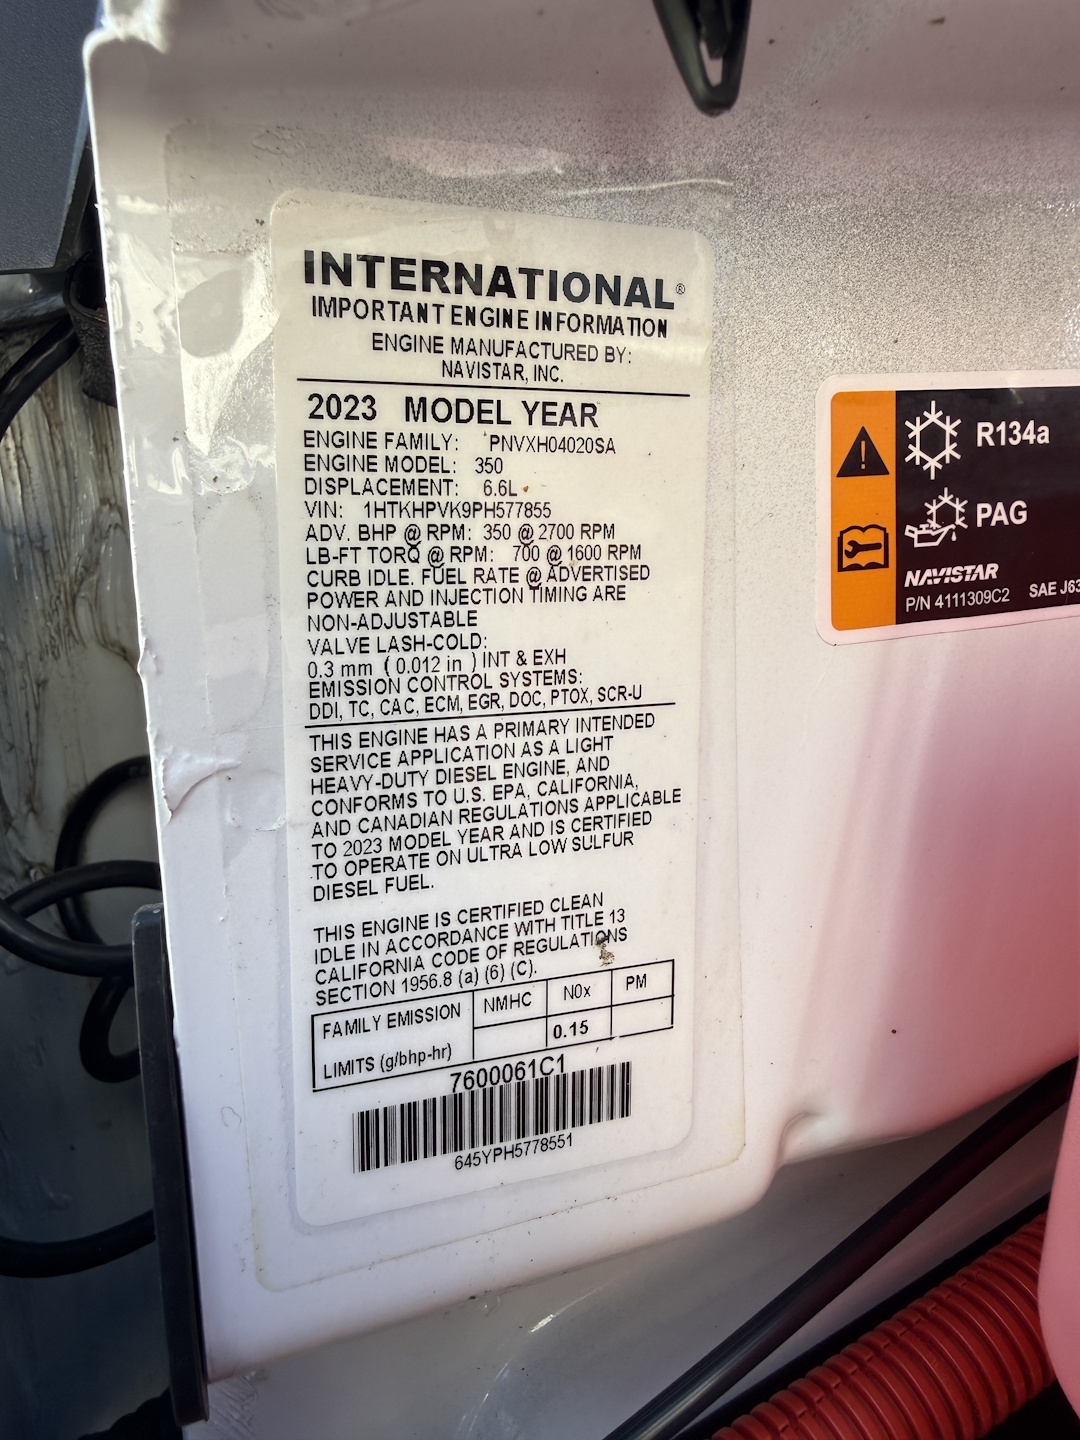 INTERNATIONAL®
IMPORTANT ENGINE INFORMATION
ENGINE MANUFACTURED BY:
NAVISTAR, INC.
2023 MODEL YEAR
ENGINE FAMILY: PNVXH04020SA
ENGINE MODEL: 350
DISPLACEMENT: 6.6L
VIN: 1HTKHPVK9PH577855
ADV. BHP @ RPM: 350 @ 2700 RPM
LB-FT TORQ @ RPM: 700 @ 1600 RPM
CURB IDLE. FUEL RATE @ ADVERTISED
POWER AND INJECTION TIMING ARE
NON-ADJUSTABLE
VALVE LASH-COLD:
0.3 mm ( 0.012 in ) INT & EXH
EMISSION CONTROL SYSTEMS:
DDI, TC, CAC, ECM, EGR, DOC, PTOX, SCR-U
THIS ENGINE HAS A PRIMARY INTENDED
SERVICE APPLICATION AS A LIGHT
HEAVY-DUTY DIESEL ENGINE, AND
CONFORMS TO U.S. EPA, CALIFORNIA,
AND CANADIAN REGULATIONS APPLICABLE
TO 2023 MODEL YEAR AND IS CERTIFIED
TO OPERATE ON ULTRA LOW SULFUR
DIESEL FUEL.
THIS ENGINE IS CERTIFIED CLEAN
IDLE IN ACCORDANCE WITH TITLE 13
CALIFORNIA CODE OF REGULATIONS
SECTION 1956.8 (a) (6) (C).
FAMILY EMISSION NMHC N0x PM
LIMITS (g/bhp-hr) 0.15
7600061C1
645YPH5778551
R134a
PAG
NAVISTAR
P/N 4111309C2 SAE J63